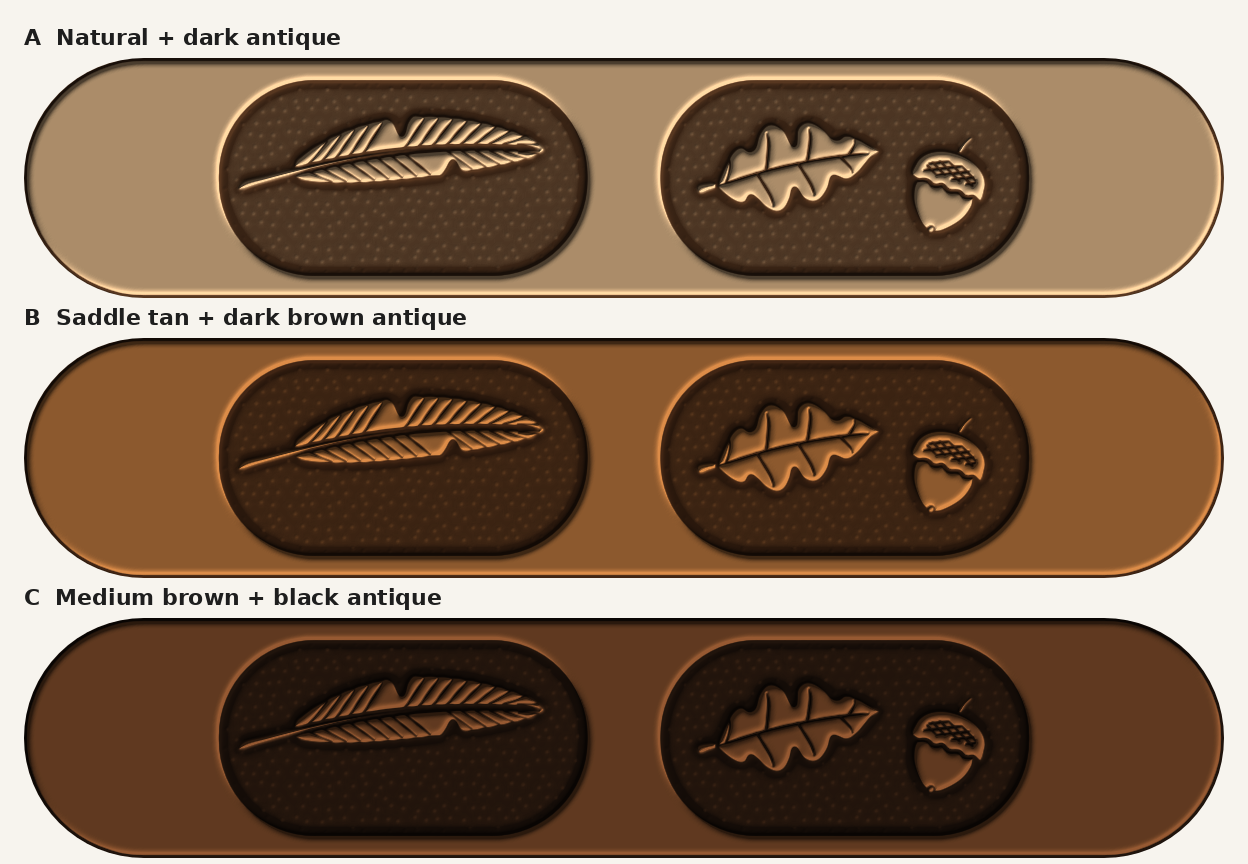 A Natural + dark antique
B Saddle tan + dark brown antique
C Medium brown + black antique